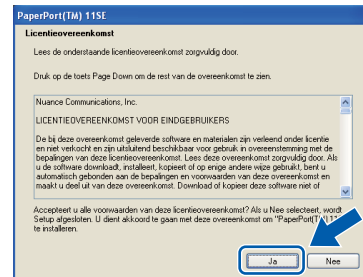 PaperPort(TM) 11SE
Licentieovereenkomst
Lees de onderstaande licentieovereenkomst zorgvuldig door.
Druk op de toets Page Down om de rest van de overeenkomst te zien.
Nuance Communications, Inc.
LICENTIEOVEREENKOMST VOOR EINDGEBRUIKERS
De bij deze overeenkomst geleverde software en materialen zijn verleend onder licentie
en niet verkocht en zijn uitsluitend beschikbaar voor gebruik in overeenstemming met de
bepalingen van deze licentieovereenkomst. Lees deze overeenkomst zorgvuldig door. Als
u de software downloadt, installeert, kopieert of op enige andere wijze gebruikt, bent u
automatisch gebonden aan de bepalingen en voorwaarden van deze overeenkomst en
maakt u deel uit van deze overeenkomst. Download of kopieer deze software niet of
Accepteert u alle voorwaarden van deze licentieovereenkomst? Als u Nee selecteert, wordt
Setup afgesloten. U dient akkoord te gaan met deze overeenkomst om "PaperPort(TM) 11
te installeren.
Ja
Nee